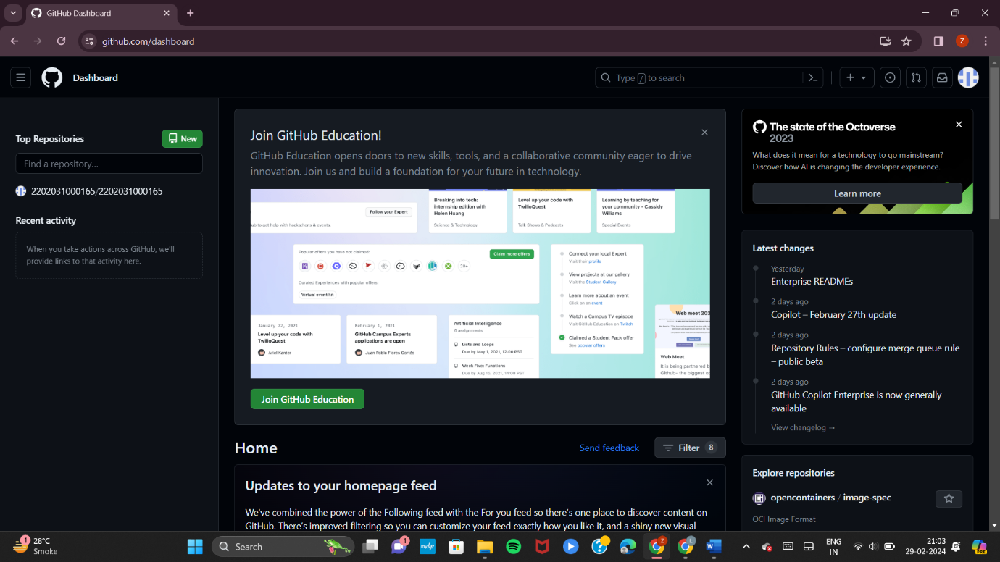 GitHub Dashboard
github.com/dashboard
Z
Dashboard
Type / to search
Top Repositories
New
Find a repository...
2202031000165/2202031000165
Recent activity
When you take actions across GitHub, we'll
provide links to that activity here.
Join GitHub Education!
GitHub Education opens doors to new skills, tools, and a collaborative community eager to drive
innovation. Join us and build a foundation for your future in technology.
Follow your Expert
ub to get help with hackathons & events.
Breaking into tech:
internship edition with
Helen Huang
Science & Technology
Level up your code with
TwilioQuest
Talk Shows & Podcasts
Learning by teaching for
your community - Cassidy
Williams
Special Events
Popular offers you have not claimed:
Claim more offers
20+
Curated Experiences with popular offers:
Virtual event kit
Connect your local Expert
Visit their profile
View projects at our gallery
Visit the Student Gallery
Learn more about an event
Click on an event
Watch a Campus TV episode
Visit GitHub Education on Twitch
Claimed a Student Pack offer
See popular offers
January 22, 2021
Level up your code with
TwilioQuest
Ariel Kanter
February 1, 2021
GitHub Campus Experts
applications are open
Juan Pablo Flores Cortés
Artificial Intelligence
6 assignments
Lists and Loops
Due by May 1, 2021, 12:00 PST
Week Five: Functions
Due by Aug 15, 2021, 14:00 PST
Web meet 202
Web Meet
It is being partnered b
Github- the biggest o
Join GitHub Education
Home
Send feedback
Filter 8
Updates to your homepage feed
We've combined the power of the Following feed with the For you feed so there's one place to discover content on
GitHub. There's improved filtering so you can customize your feed exactly how you like it, and a shiny new visual
The state of the Octoverse
2023
What does it mean for a technology to go mainstream?
Discover how AI is changing the developer experience.
Learn more
Latest changes
Yesterday
Enterprise READMEs
2 days ago
Copilot – February 27th update
2 days ago
Repository Rules – configure merge queue rule
– public beta
2 days ago
GitHub Copilot Enterprise is now generally
available
View changelog →
Explore repositories
opencontainers / image-spec
OCI Image Format
1
28°C
Smoke
Search
1
myhp
Z
L
W
ENG
IN
21:03
29-02-2024
PRE